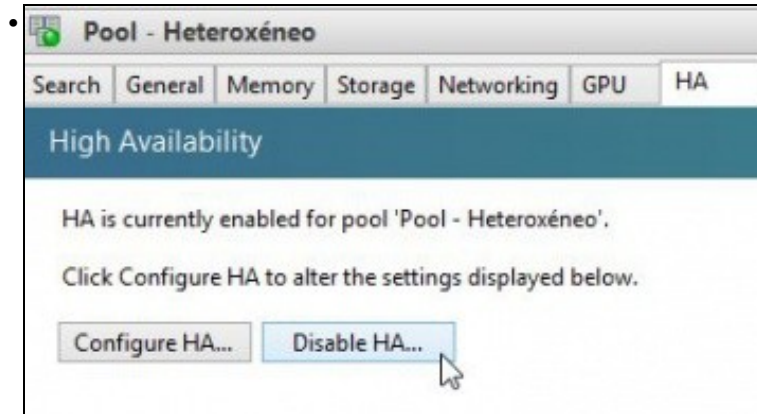 Pool - Heteroxéneo
Search General Memory Storage Networking GPU HA
High Availability
HA is currently enabled for pool 'Pool - Heteroxéneo'.
Click Configure HA to alter the settings displayed below.
Configure HA... Disable HA...